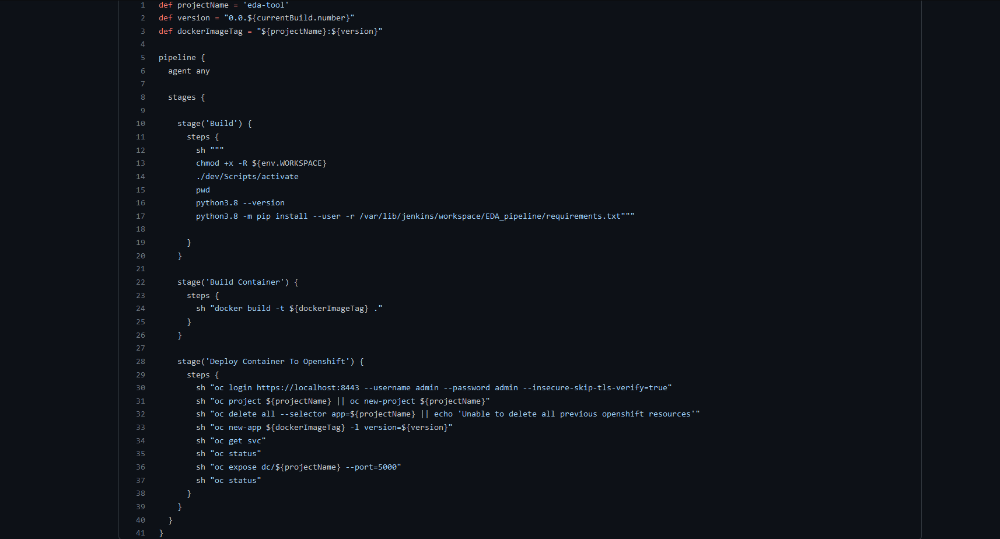 1 def projectName = 'eda-tool'
2 def version = "0.0.${currentBuild.number}"
3 def dockerImageTag = "${projectName}:${version}"
4
5 pipeline {
6   agent any
7
8   stages {
9
10     stage('Build') {
11       steps {
12         sh """
13         chmod +x -R ${env.WORKSPACE}
14         ./dev/Scripts/activate
15         pwd
16         python3.8 --version
17         python3.8 -m pip install --user -r /var/lib/jenkins/workspace/EDA_pipeline/requirements.txt"""
18
19       }
20     }
21
22     stage('Build Container') {
23       steps {
24         sh "docker build -t ${dockerImageTag} ."
25       }
26     }
27
28     stage('Deploy Container To Openshift') {
29       steps {
30         sh "oc login https://localhost:8443 --username admin --password admin --insecure-skip-tls-verify=true"
31         sh "oc project ${projectName} || oc new-project ${projectName}"
32         sh "oc delete all --selector app=${projectName} || echo 'Unable to delete all previous openshift resources'"
33         sh "oc new-app ${dockerImageTag} -l version=${version}"
34         sh "oc get svc"
35         sh "oc status"
36         sh "oc expose dc/${projectName} --port=5000"
37         sh "oc status"
38       }
39     }
40   }
41 }